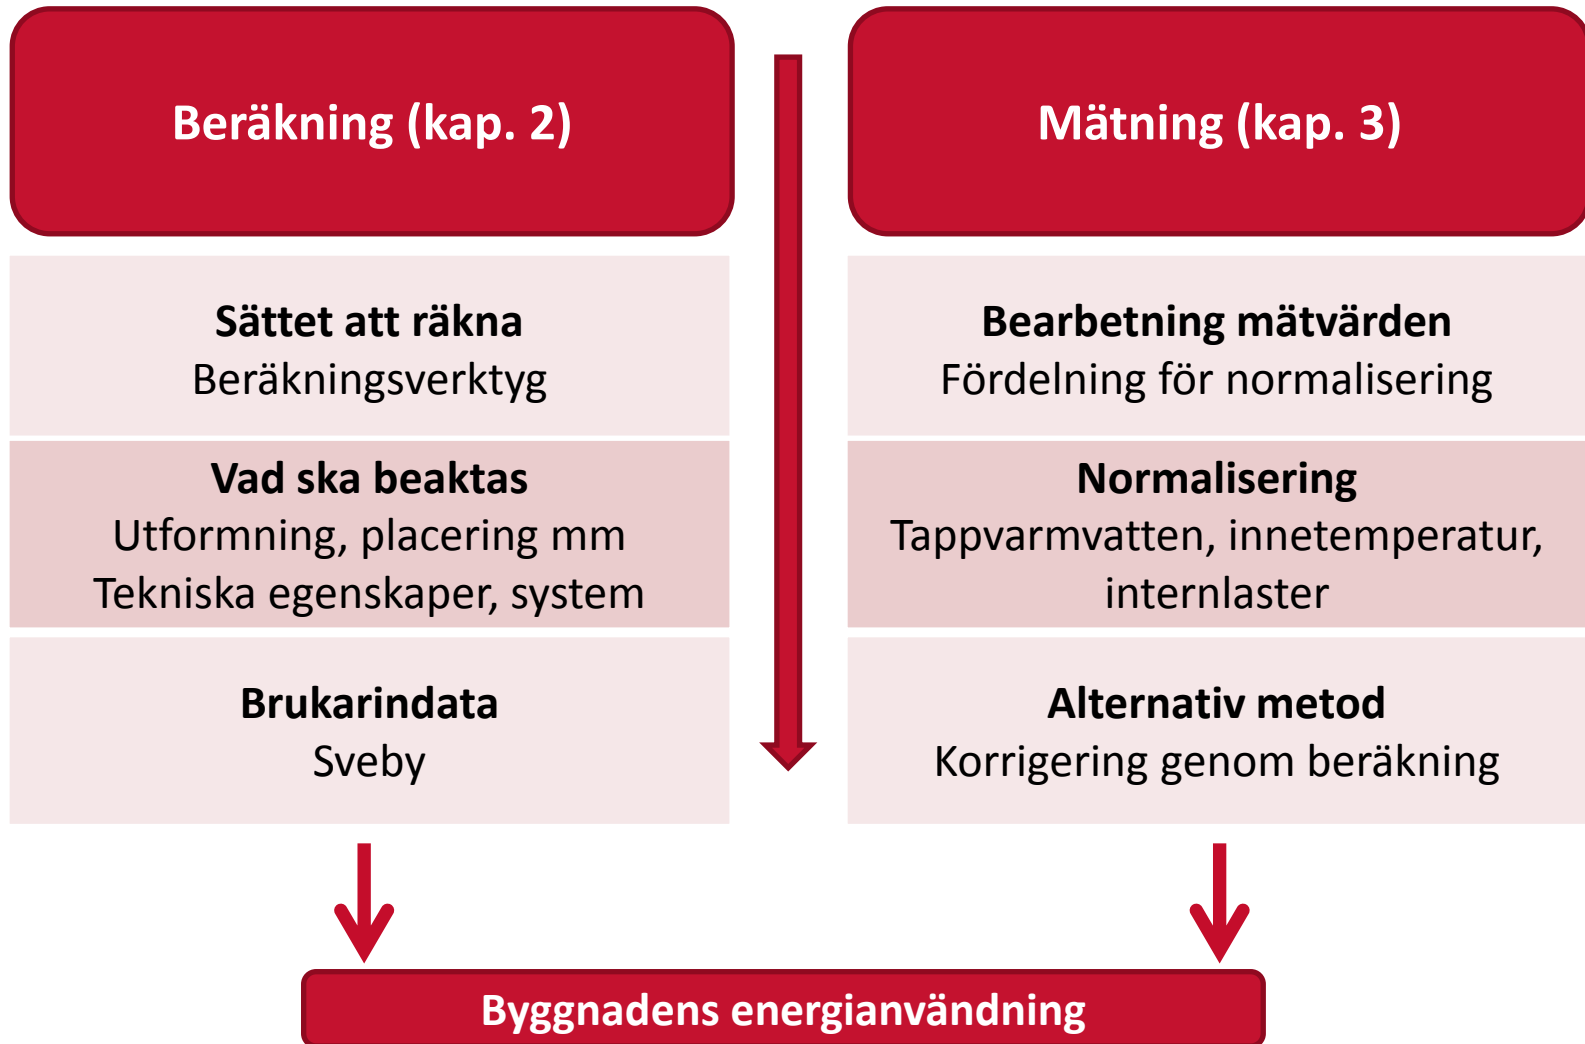 Beräkning (kap. 2)
Sättet att räkna
Beräkningsverktyg
Vad ska beaktas
Utformning, placering mm
Tekniska egenskaper, system
Brukarindata
Sveby
Mätning (kap. 3)
Bearbetning mätvärden
Fördelning för normalisering
Normalisering
Tappvarmvatten, innetemperatur,
internlaster
Alternativ metod
Korrigering genom beräkning
Byggnadens energianvändning